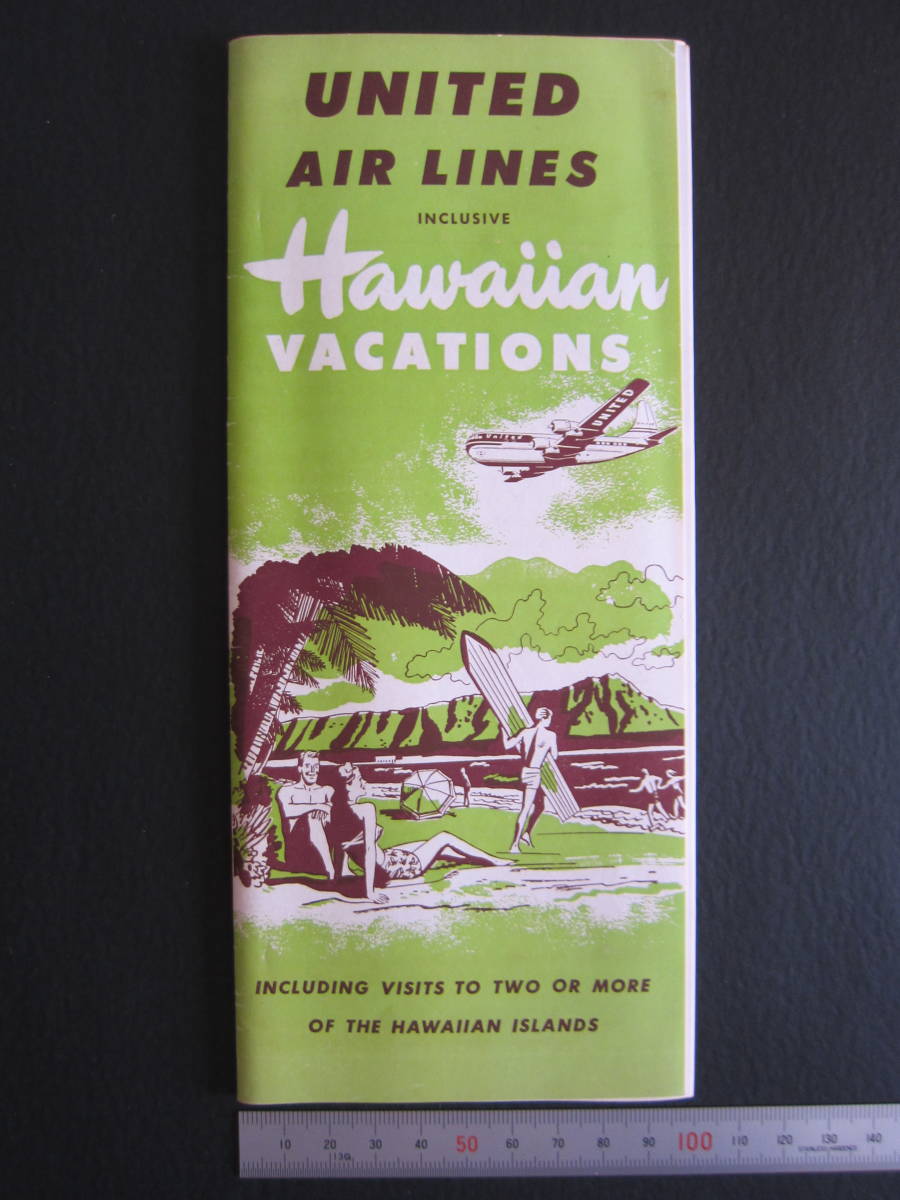 UNITED
AIR LINES
INCLUSIVE
Hawaiian
VACATIONS
UNITED
United
INCLUDING VISITS TO TWO OR MORE
OF THE HAWAIIAN ISLANDS
10 20 30 40 50 60 70 80 90 100 110 120 130 140